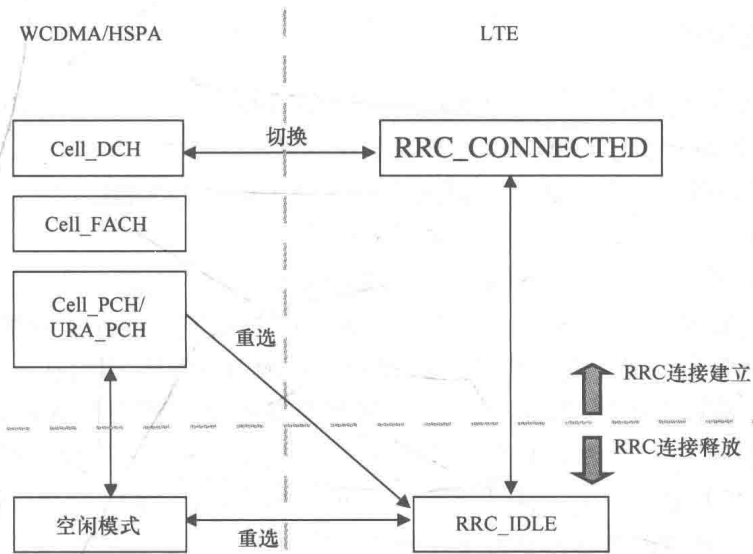 WCDMA/HSPA
LTE
Cell_DCH
切换
RRC_CONNECTED
Cell_FACH
Cell_PCH/
URA_PCH
重选
RRC连接建立
RRC连接释放
空闲模式
重选
RRC_IDLE